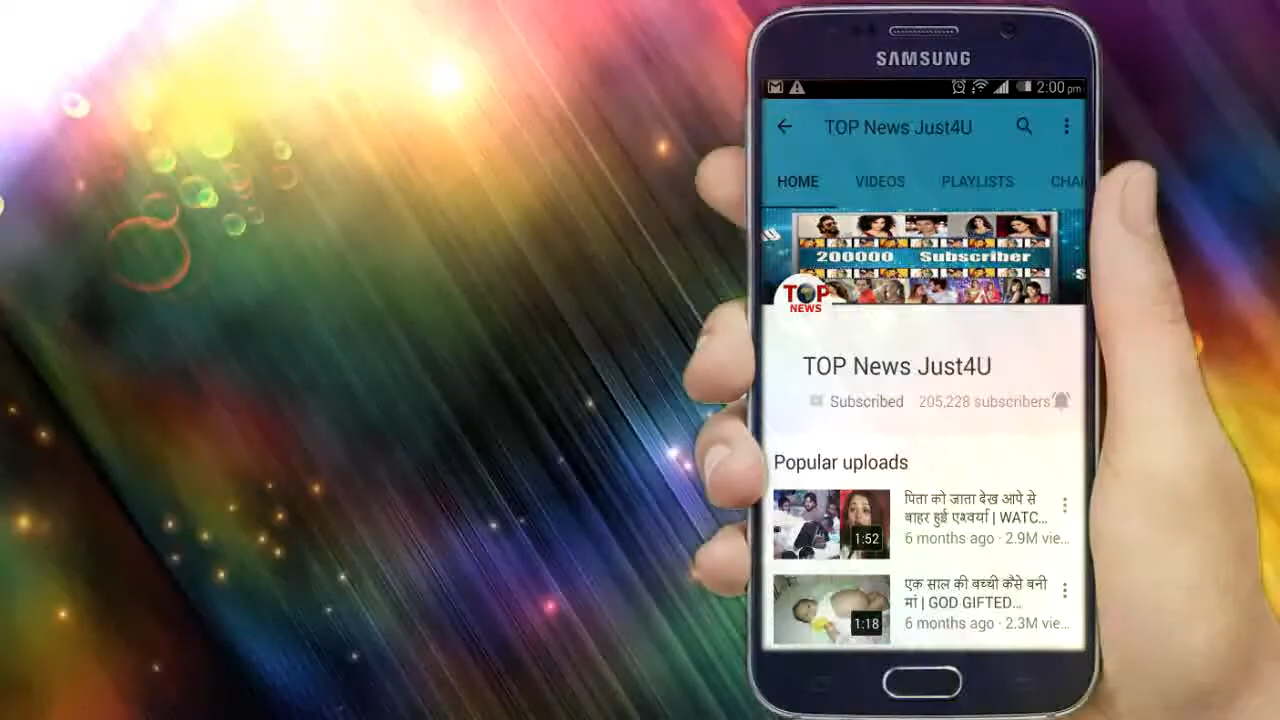 SAMSUNG
2:00 pm
TOP News Just4U
HOME VIDEOS PLAYLISTS CHA
200000 Subscriber
TOP
NEWS
TOP News Just4U
Subscribed 205,228 subscribers
Popular uploads
पिता को जाता देख आपे से
बाहर हुई एश्वर्या | WATC...
1:52
6 months ago · 2.9M vie...
एक साल की बच्ची कैसे बनी
मां | GOD GIFTED...
1:18
6 months ago · 2.3M vie...